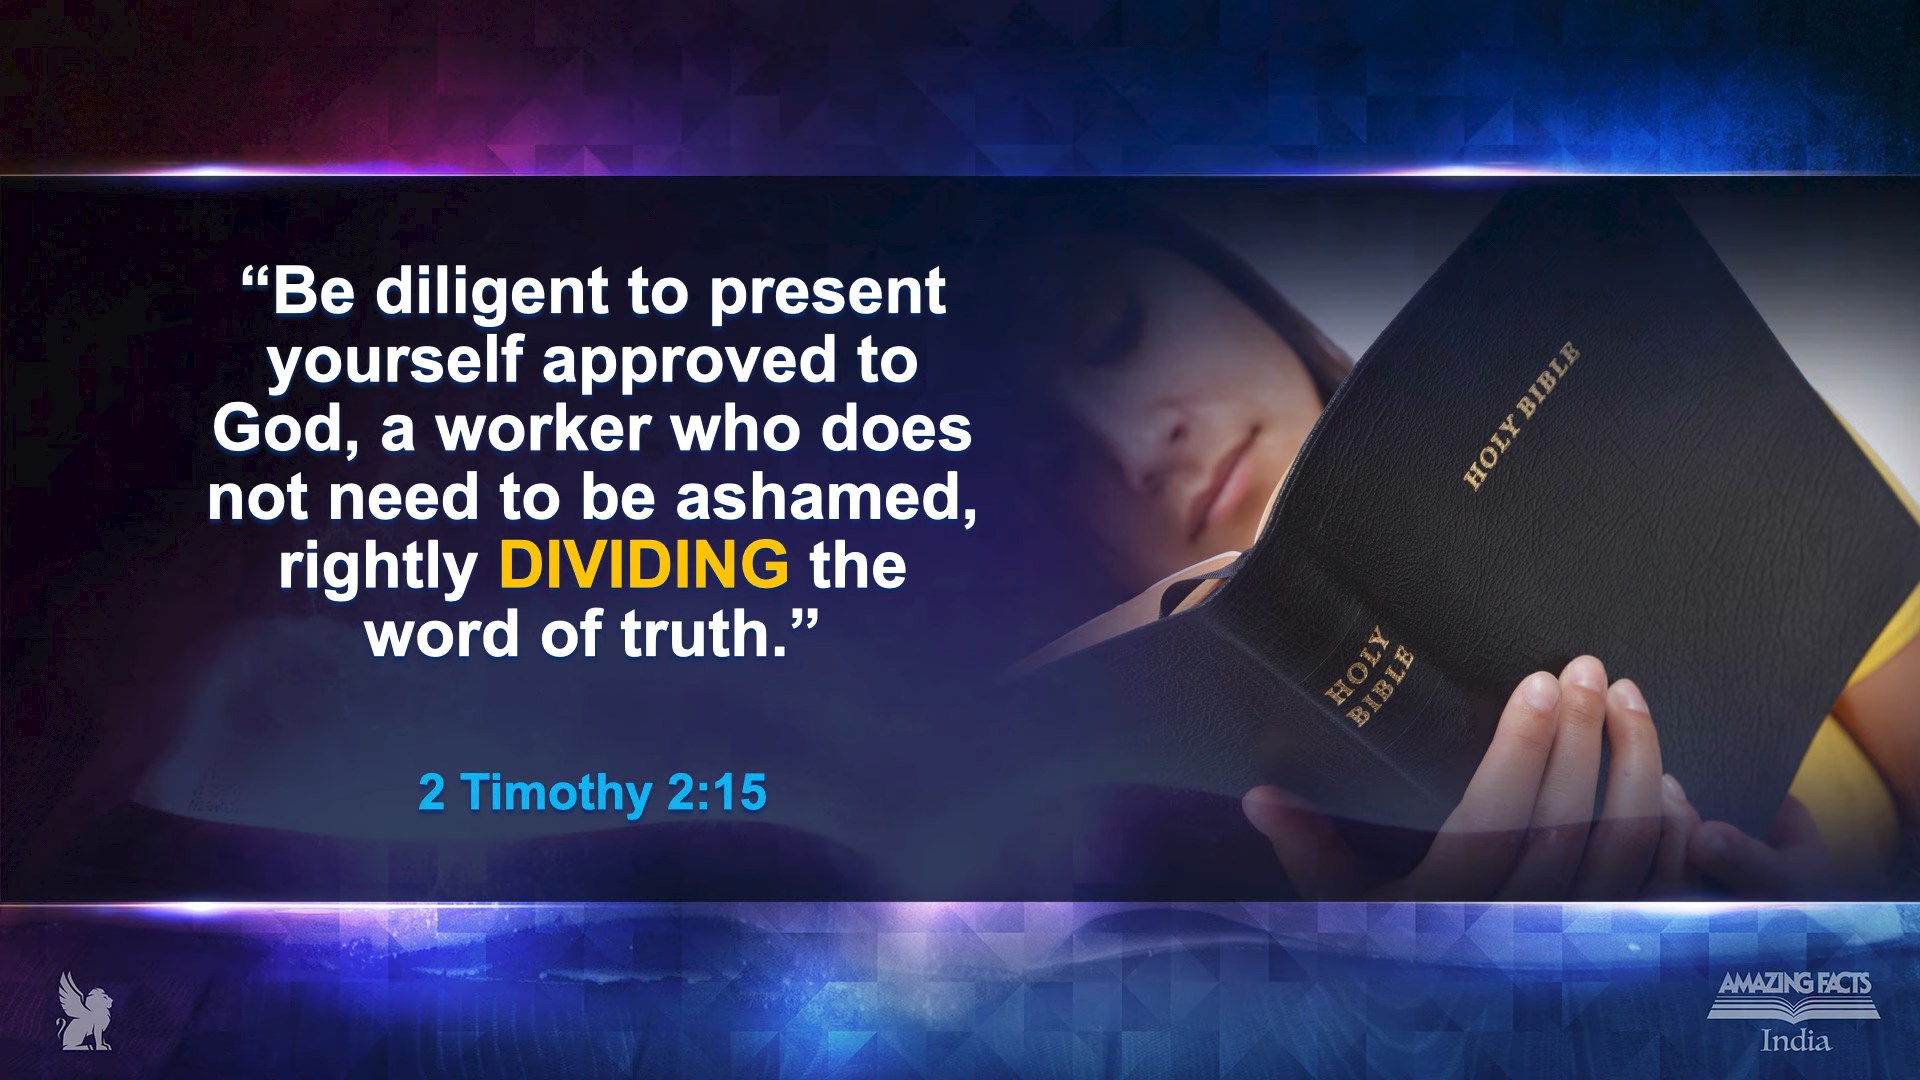 “Be diligent to present
yourself approved to
God, a worker who does
not need to be ashamed,
rightly DIVIDING the
word of truth.”
2 Timothy 2:15
HOLY BIBLE
HOLY
BIBLE
AMAZING FACTS
India